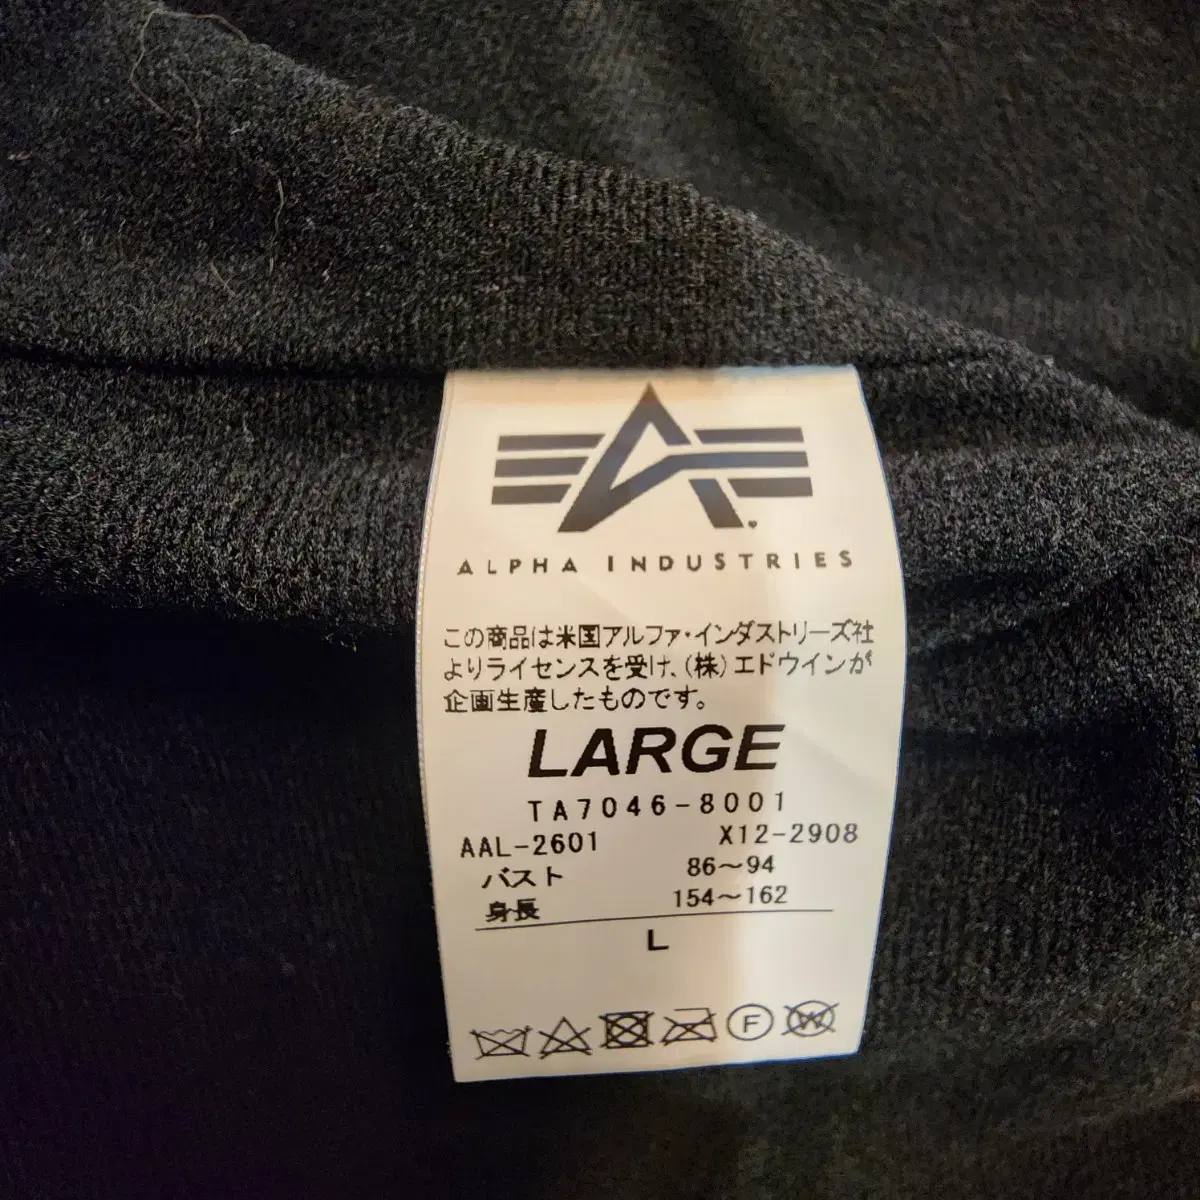 ALPHA INDUSTRIES
この商品は米国アルファ・インダストリーズ社
よりライセンスを受け、(株)エドウインが
企画生産したものです。
LARGE
TA7046-8001
AAL-2601 X12-2908
バスト 86～94
身長 154～162
L
F W